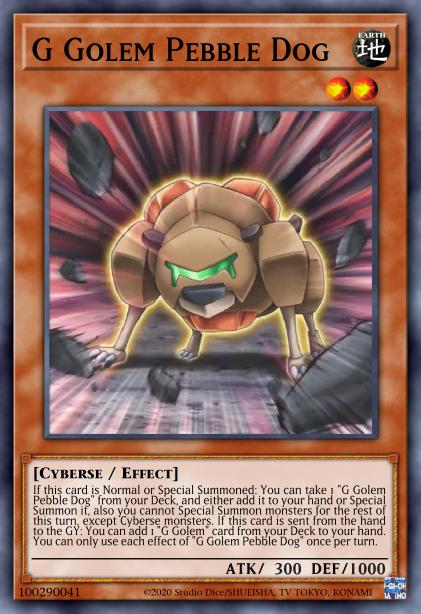 G Golem Pebble Dog
EARTH
地
[Cyberse / Effect]
If this card is Normal or Special Summoned: You can take 1 "G Golem
Pebble Dog" from your Deck, and either add it to your hand or Special
Summon it, also you cannot Special Summon monsters for the rest of
this turn, except Cyberse monsters. If this card is sent from the hand
to the GY: You can add 1 "G Golem" card from your Deck to your hand.
You can only use each effect of "G Golem Pebble Dog" once per turn.
ATK/ 300 DEF/1000
100290041
©2020 Studio Dice/SHUEISHA, TV TOKYO, KONAMI